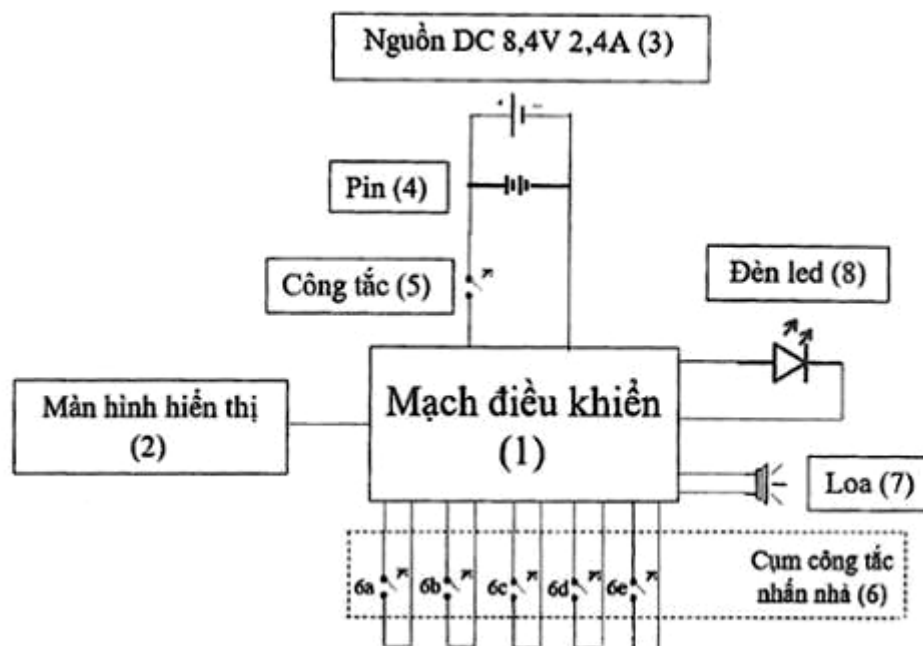 Nguồn DC 8,4V 2,4A (3)
+ −
Pin (4)
Công tắc (5)
Đèn led (8)
Màn hình hiển thị
(2)
Mạch điều khiển
(1)
Loa (7)
Cụm công tắc
nhấn nhả (6)
6a 6b 6c 6d 6e